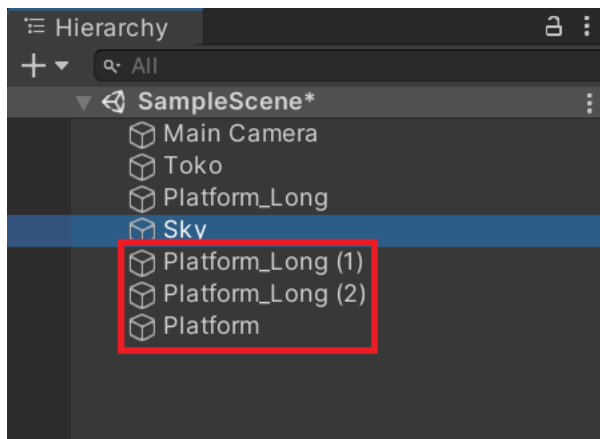 Hierarchy
All
SampleScene*
Main Camera
Toko
Platform_Long
Sky
Platform_Long (1)
Platform_Long (2)
Platform